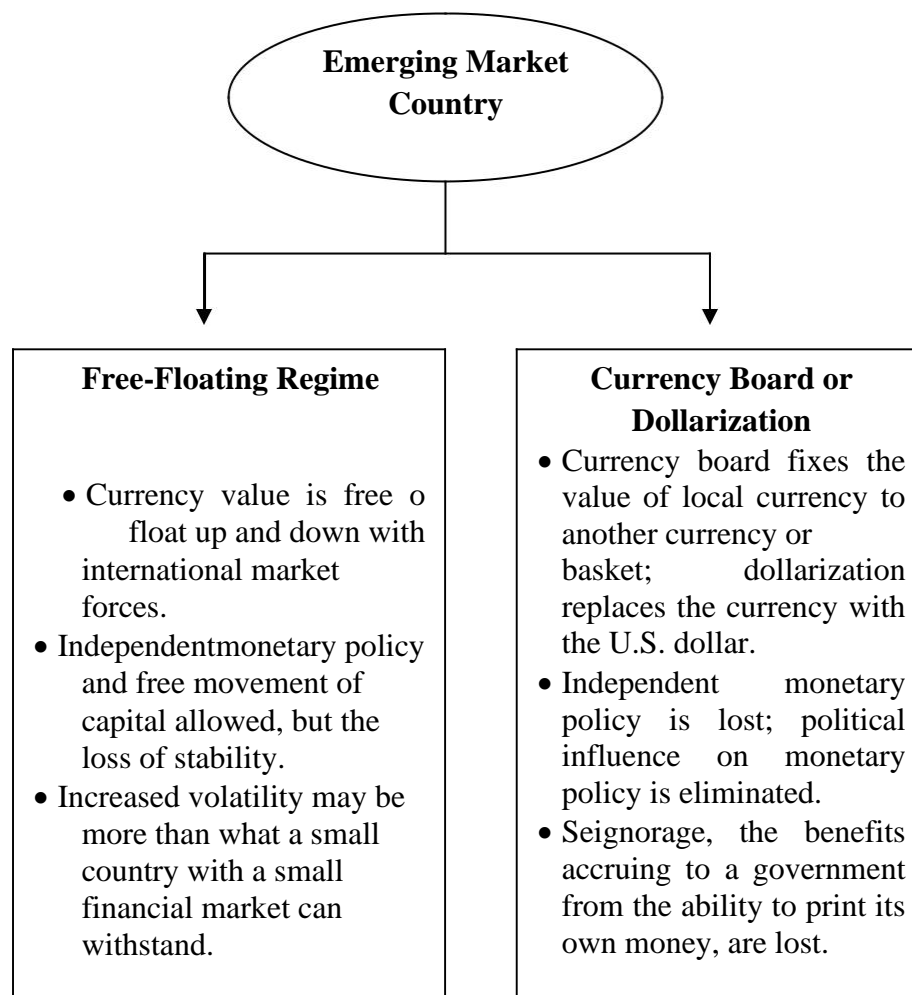 Emerging Market
Country
Free-Floating Regime
• Currency value is free o
float up and down with
international market
forces.
• Independentmonetary policy
and free movement of
capital allowed, but the
loss of stability.
• Increased volatility may be
more than what a small
country with a small
financial market can
withstand.
Currency Board or
Dollarization
• Currency board fixes the
value of local currency to
another currency or
basket; dollarization
replaces the currency with
the U.S. dollar.
• Independent monetary
policy is lost; political
influence on monetary
policy is eliminated.
• Seignorage, the benefits
accruing to a government
from the ability to print its
own money, are lost.